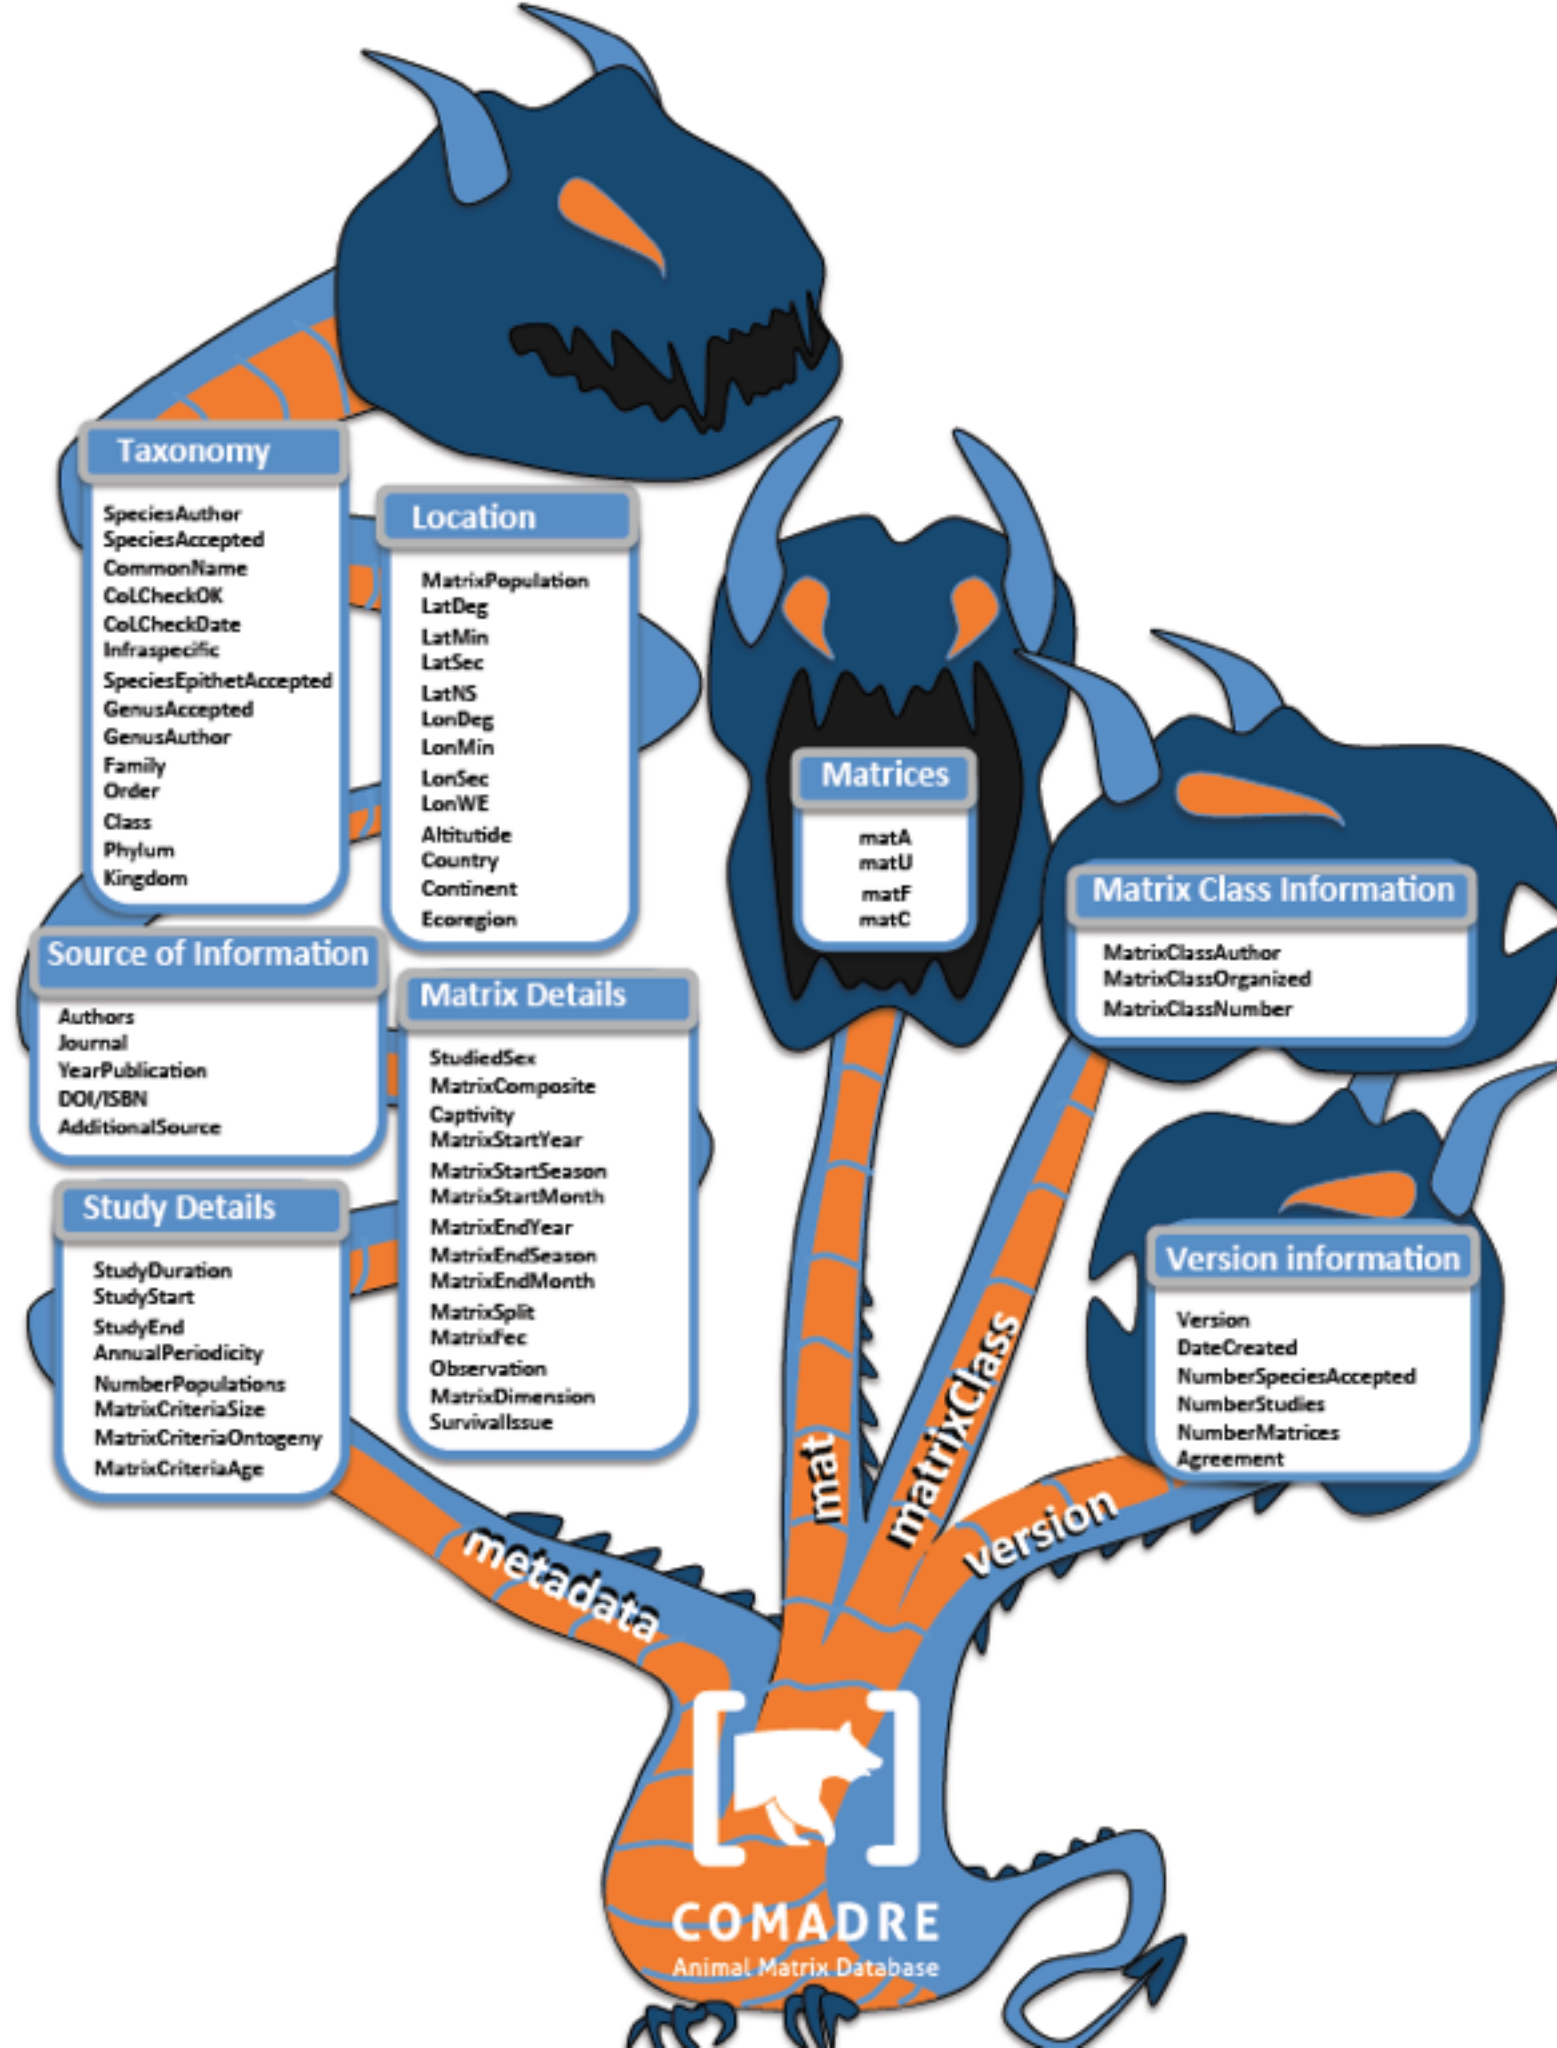 Taxonomy
SpeciesAuthor
SpeciesAccepted
CommonName
CoLCheckOK
CoLCheckDate
Infraspecific
SpeciesEpithetAccepted
GenusAccepted
GenusAuthor
Family
Order
Class
Phylum
Kingdom
Location
MatrixPopulation
LatDeg
LatMin
LatSec
LatNS
LonDeg
LonMin
LonSec
LonWE
Altitutide
Country
Continent
Ecoregion
Source of Information
Authors
Journal
YearPublication
DOI/ISBN
AdditionalSource
Matrix Details
StudiedSex
MatrixComposite
Captivity
MatrixStartYear
MatrixStartSeason
MatrixStartMonth
MatrixEndYear
MatrixEndSeason
MatrixEndMonth
MatrixSplit
MatrixFec
Observation
MatrixDimension
SurvivalIssue
Study Details
StudyDuration
StudyStart
StudyEnd
AnnualPeriodicity
NumberPopulations
MatrixCriteriaSize
MatrixCriteriaOntogeny
MatrixCriteriaAge
Matrices
matA
matU
matF
matC
Matrix Class Information
MatrixClassAuthor
MatrixClassOrganized
MatrixClassNumber
Version information
Version
DateCreated
NumberSpeciesAccepted
NumberStudies
NumberMatrices
Agreement
metadata
mat
matrixClass
version
COMADRE
Animal Matrix Database